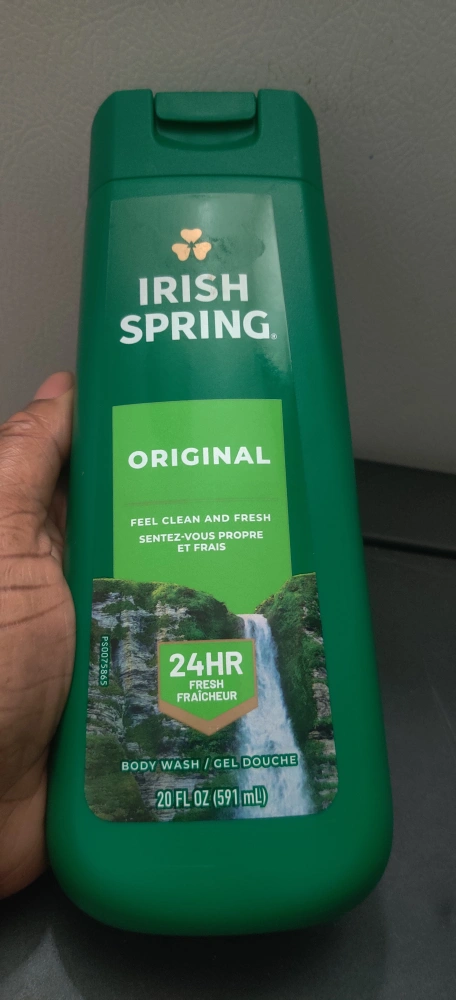 IRISH
SPRING®
ORIGINAL
FEEL CLEAN AND FRESH
SENTEZ-VOUS PROPRE
ET FRAIS
PS0075865
24HR
FRESH
FRAÎCHEUR
BODY WASH / GEL DOUCHE
20 FL OZ (591 mL)